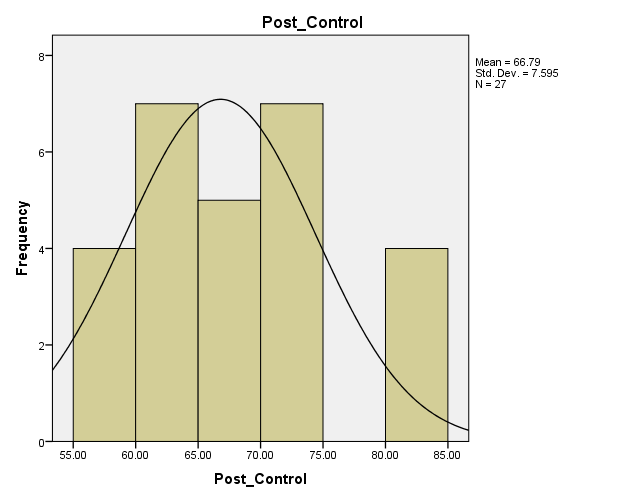 Post_Control
Mean = 66.79
Std. Dev. = 7.595
N = 27
Frequency
8
6
4
2
0
55.00 60.00 65.00 70.00 75.00 80.00 85.00
Post_Control